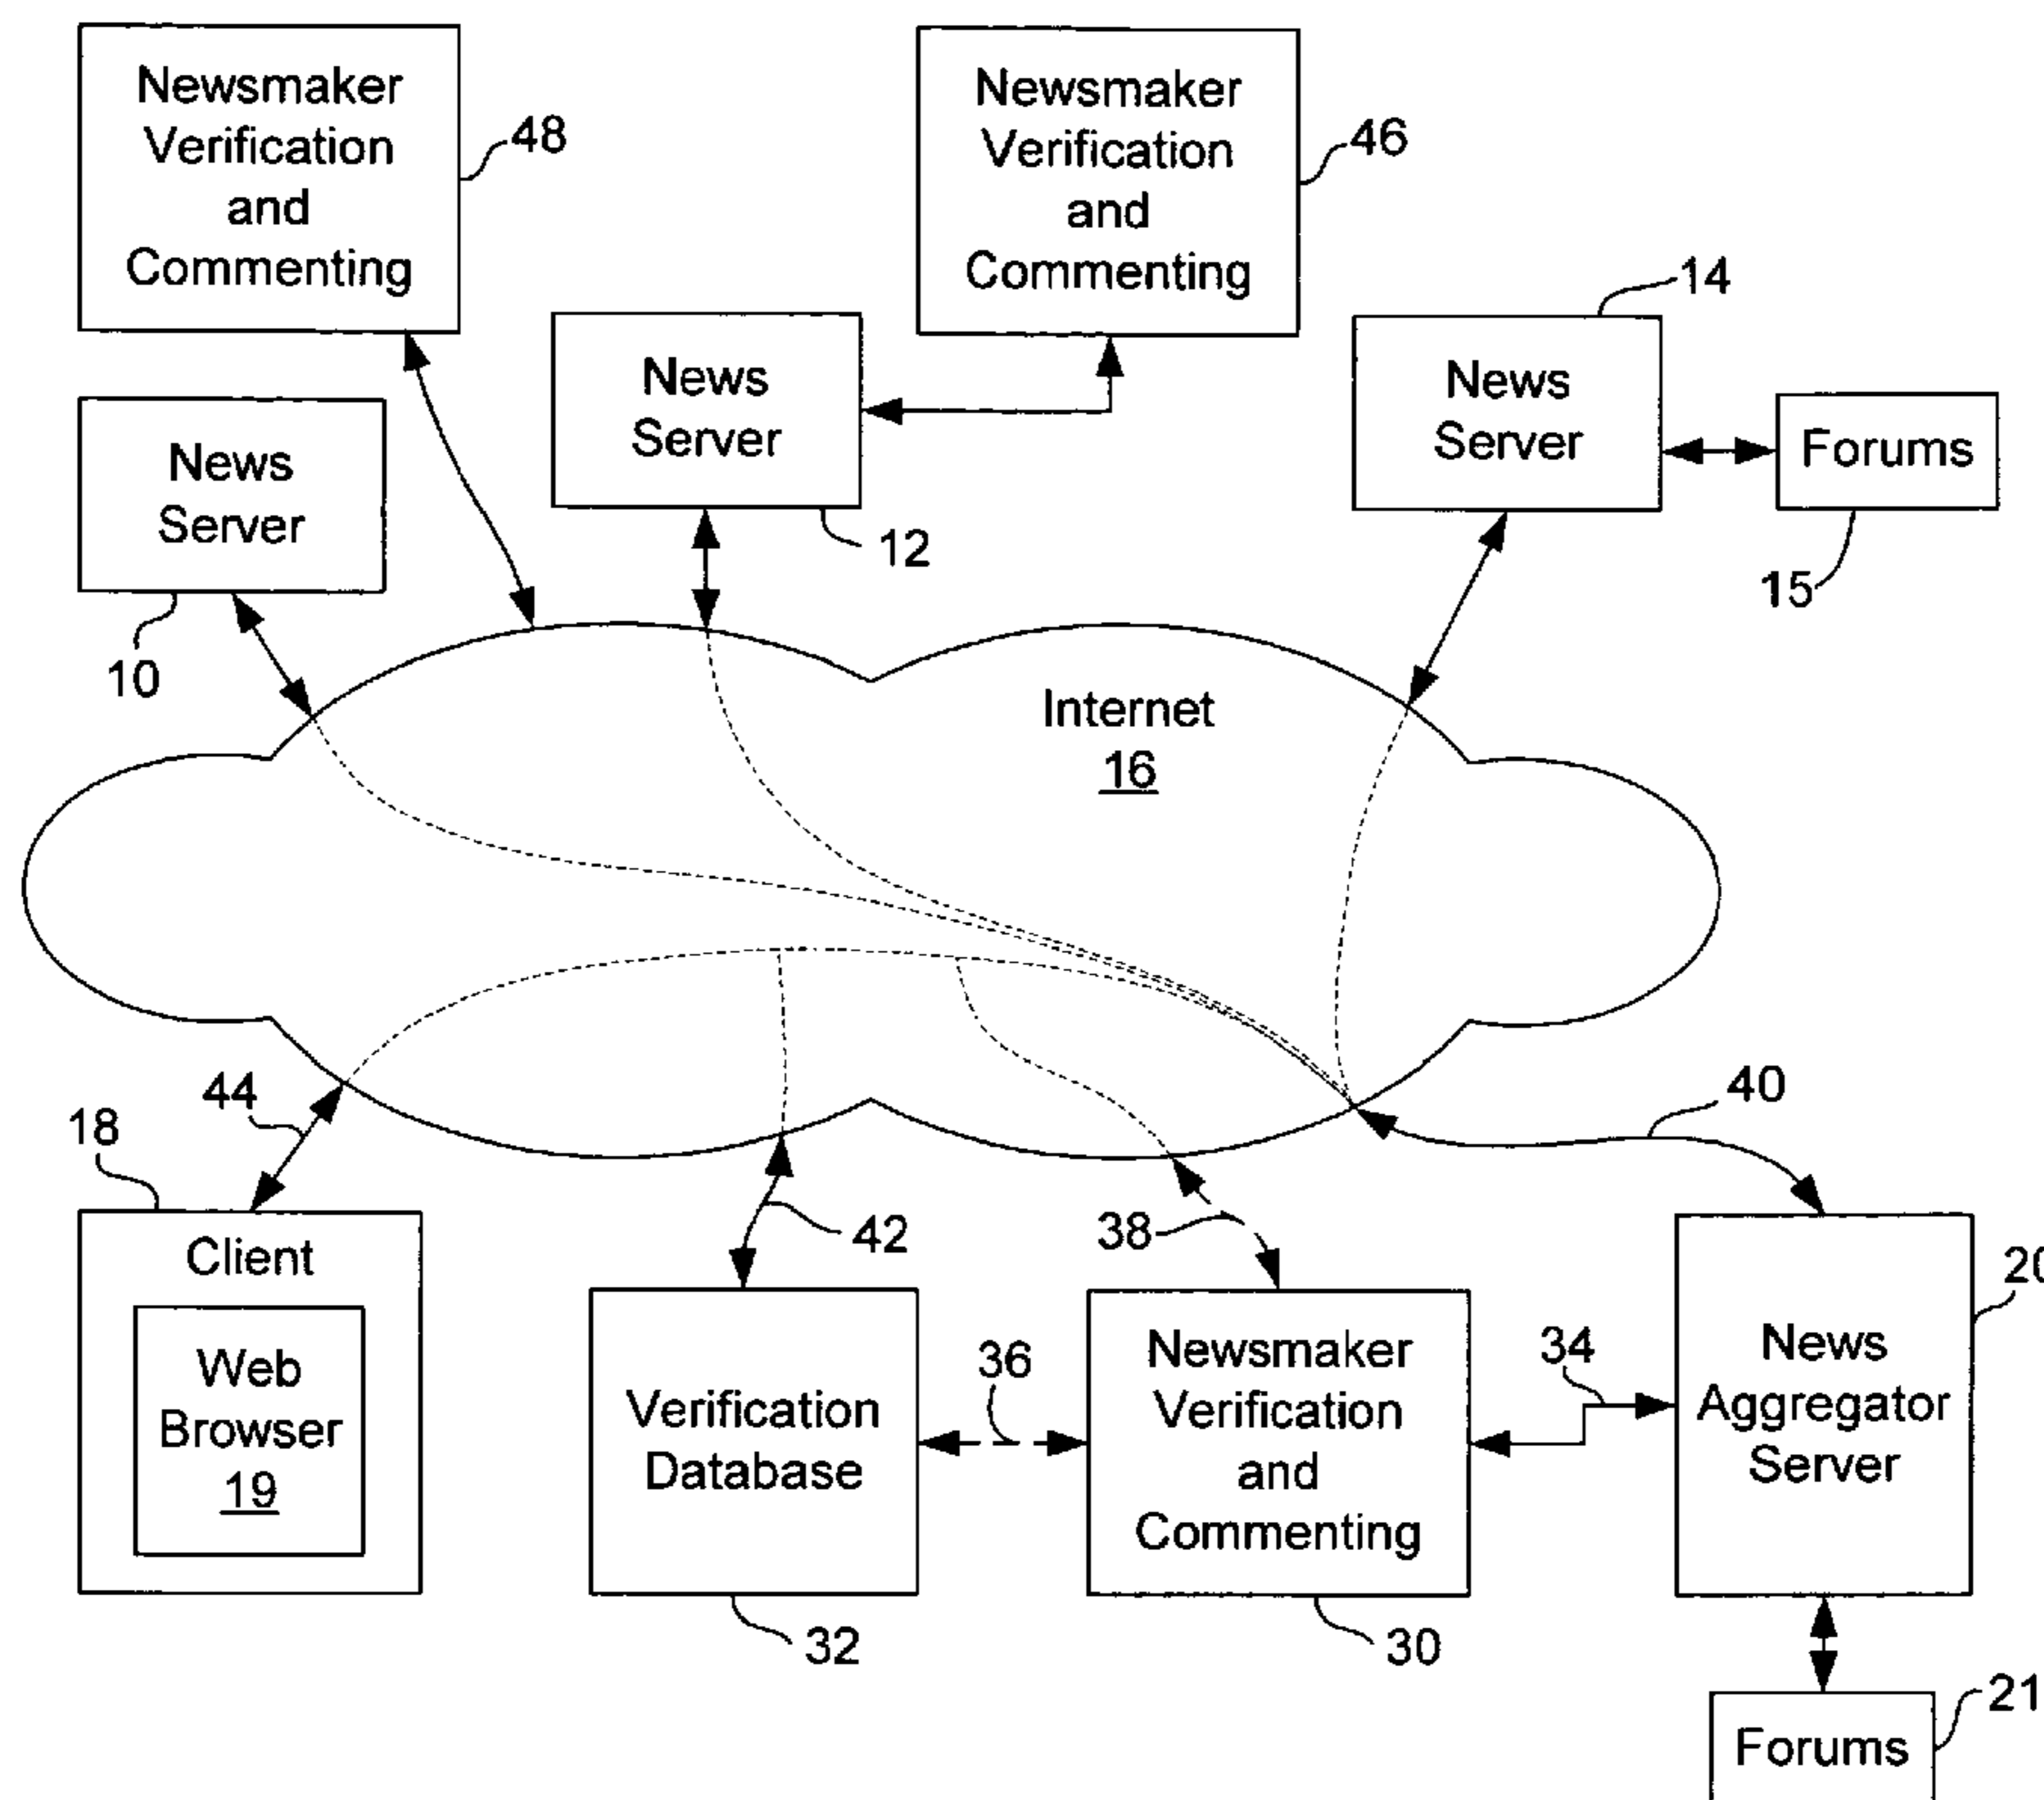 Newsmaker
Verification
and
Commenting
48
Newsmaker
Verification
and
Commenting
46
News
Server
10
News
Server
12
News
Server
14
Forums
15
Internet
16
44
18
Client
Web
Browser
19
42
Verification
Database
32
36
38
Newsmaker
Verification
and
Commenting
30
34
40
News
Aggregator
Server
20
Forums
21